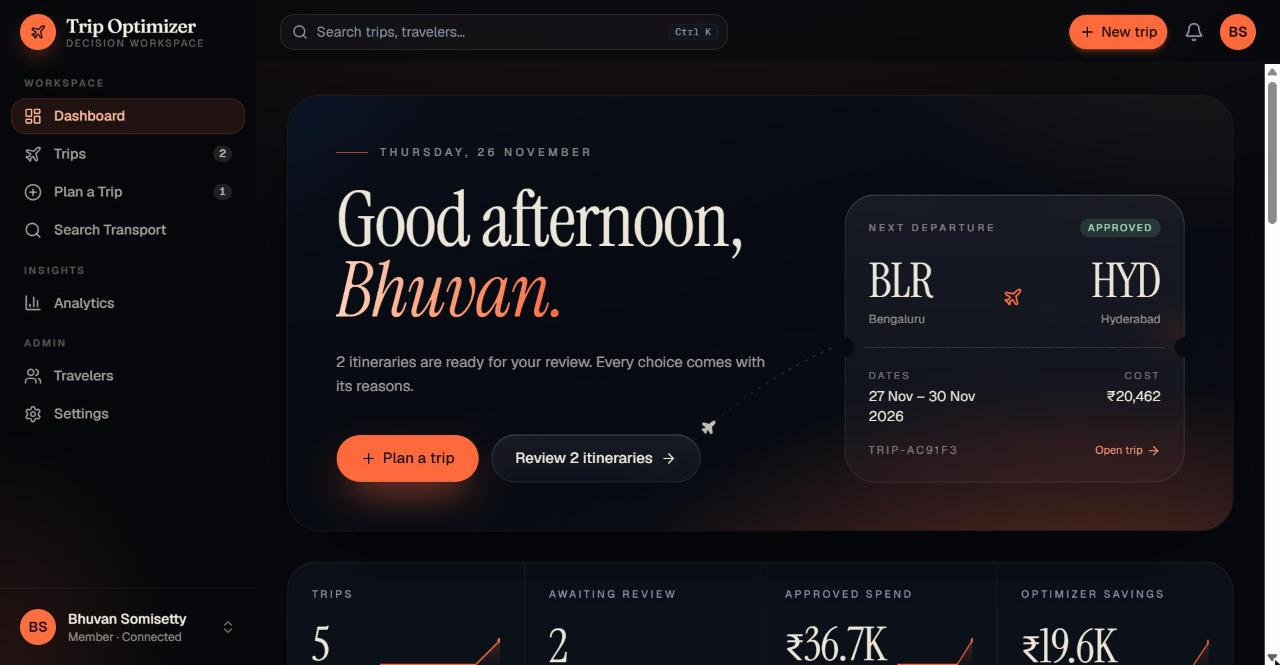 Trip Optimizer
DECISION WORKSPACE
Search trips, travelers...
Ctrl K
New trip
BS
WORKSPACE
Dashboard
Trips
2
Plan a Trip
1
Search Transport
INSIGHTS
Analytics
ADMIN
Travelers
Settings
BS
Bhuvan Somisetty
Member · Connected
THURSDAY, 26 NOVEMBER
Good afternoon,
Bhuvan.
2 itineraries are ready for your review. Every choice comes with
its reasons.
Plan a trip
Review 2 itineraries →
NEXT DEPARTURE
APPROVED
BLR
HYD
Bengaluru
Hyderabad
DATES
COST
27 Nov – 30 Nov
2026
₹20,462
TRIP-AC91F3
Open trip →
TRIPS
5
AWAITING REVIEW
2
APPROVED SPEND
₹36.7K
OPTIMIZER SAVINGS
₹19.6K